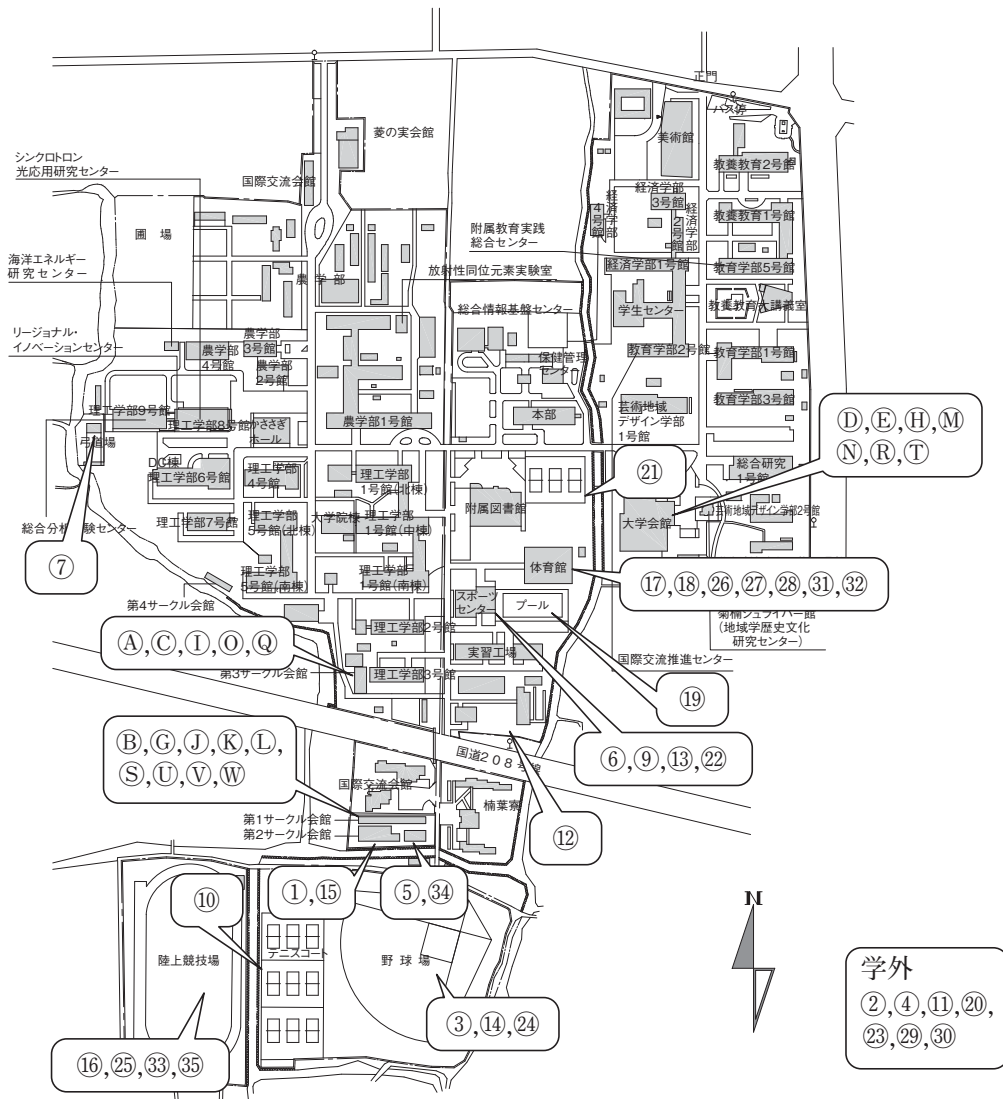 正門
バス停
美術館
菱の実会館
シンクロトロン
光応用研究センター
国際交流会館
教養教育2号館
経済学部
3号館
経済学部
4号館
経済学部
2号館
教養教育1号館
圃場
附属教育実践
総合センター
海洋エネルギー
研究センター
放射性同位元素実験室
農学部
経済学部1号館
教育学部5号館
総合情報基盤センター
学生センター
教養教育大講義室
リージョナル・
イノベーションセンター
農学部
3号館
農学部
4号館
農学部
2号館
保健管理
センター
教育学部2号館
教育学部1号館
教育学部3号館
理工学部9号館
理工学部8号館
かささぎ
ホール
農学部1号館
本部
芸術地域
デザイン学部
1号館
Ⓓ,Ⓔ,Ⓗ,Ⓜ
Ⓝ,Ⓡ,Ⓣ
弓道場
DC棟
理工学部6号館
理工学部
4号館
理工学部
1号館(北棟)
㉑
総合研究
1号館
附属図書館
大学会館
芸術地域デザイン学部2号館
総合分析実験センター
理工学部7号館
理工学部
5号館(北棟)
大学院棟
理工学部
1号館(中棟)
⑦
理工学部
5号館(南棟)
理工学部
1号館(南棟)
体育館
⑰,⑱,㉖,㉗,㉘,㉛,㉜
第4サークル会館
スポーツ
センター
プール
菊楠シュライバー館
(地域学歴史文化
研究センター)
Ⓐ,Ⓒ,Ⓘ,Ⓞ,Ⓠ
理工学部2号館
実習工場
国際交流推進センター
第3サークル会館
理工学部3号館
⑲
Ⓑ,Ⓖ,Ⓙ,Ⓚ,Ⓛ,
Ⓢ,Ⓤ,Ⓥ,Ⓦ
国道208号線
⑥,⑨,⑬,㉒
国際交流会館
楠葉寮
第1サークル会館
第2サークル会館
⑫
⑩
①,⑮
⑤,㉞
N
陸上競技場
テニスコート
野球場
③,⑭,㉔
⑯,㉕,㉝,㉟
学外
②,④,⑪,⑳,
㉓,㉙,㉚